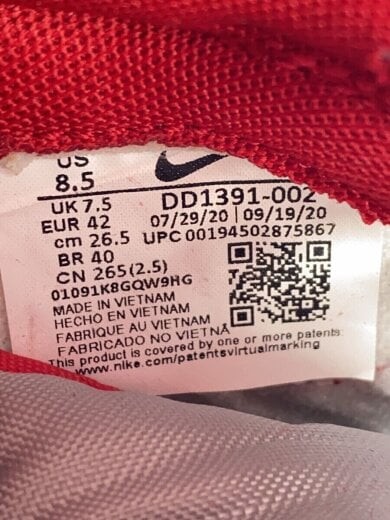 US
8.5
UK 7.5
EUR 42
cm 26.5
BR 40
CN 265(2.5)
DD1391-002
07/29/20 | 09/19/20
UPC 00194502875867
01091K8GQW9HG
MADE IN VIETNAM
HECHO EN VIETNAM
FABRIQUE AU VIETNAM
FABRICADO NO VIETNÃ
This product is covered by one or more patents:
www.nike.com/patentsvirtualmarking